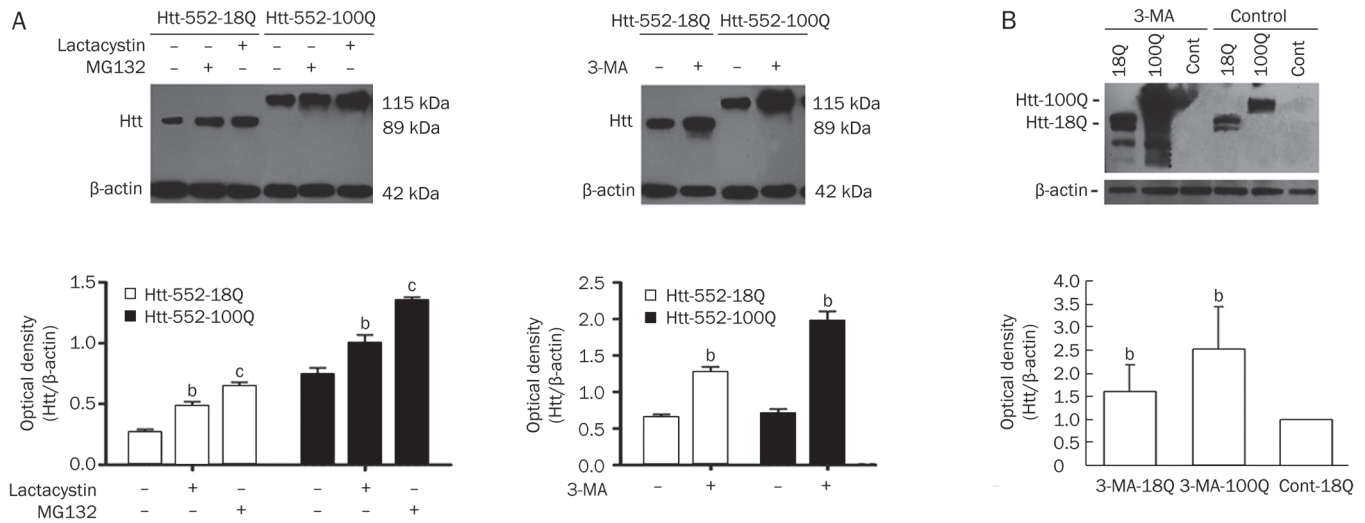 A
Htt-552-18Q Htt-552-100Q
Lactacystin – – + – – +
MG132 – + – – + –
Htt
115 kDa
89 kDa
β-actin
42 kDa
Htt-552-18Q Htt-552-100Q
3-MA – + – +
Htt
115 kDa
89 kDa
β-actin
42 kDa
B
3-MA Control
18Q 100Q Cont 18Q 100Q Cont
Htt-100Q
Htt-18Q
β-actin
Optical density
(Htt/β-actin)
1.5
1.0
0.5
0.0
Htt-552-18Q
Htt-552-100Q
b c b c
Lactacystin – + – – + –
MG132 – – + – – +
Optical density
(Htt/β-actin)
2.5
2.0
1.5
1.0
0.5
0.0
Htt-552-18Q
Htt-552-100Q
b b
3-MA – + – +
Optical density
(Htt/β-actin)
4.0
3.5
3.0
2.5
2.0
1.5
1.0
0.5
0
b b
3-MA-18Q 3-MA-100Q Cont-18Q